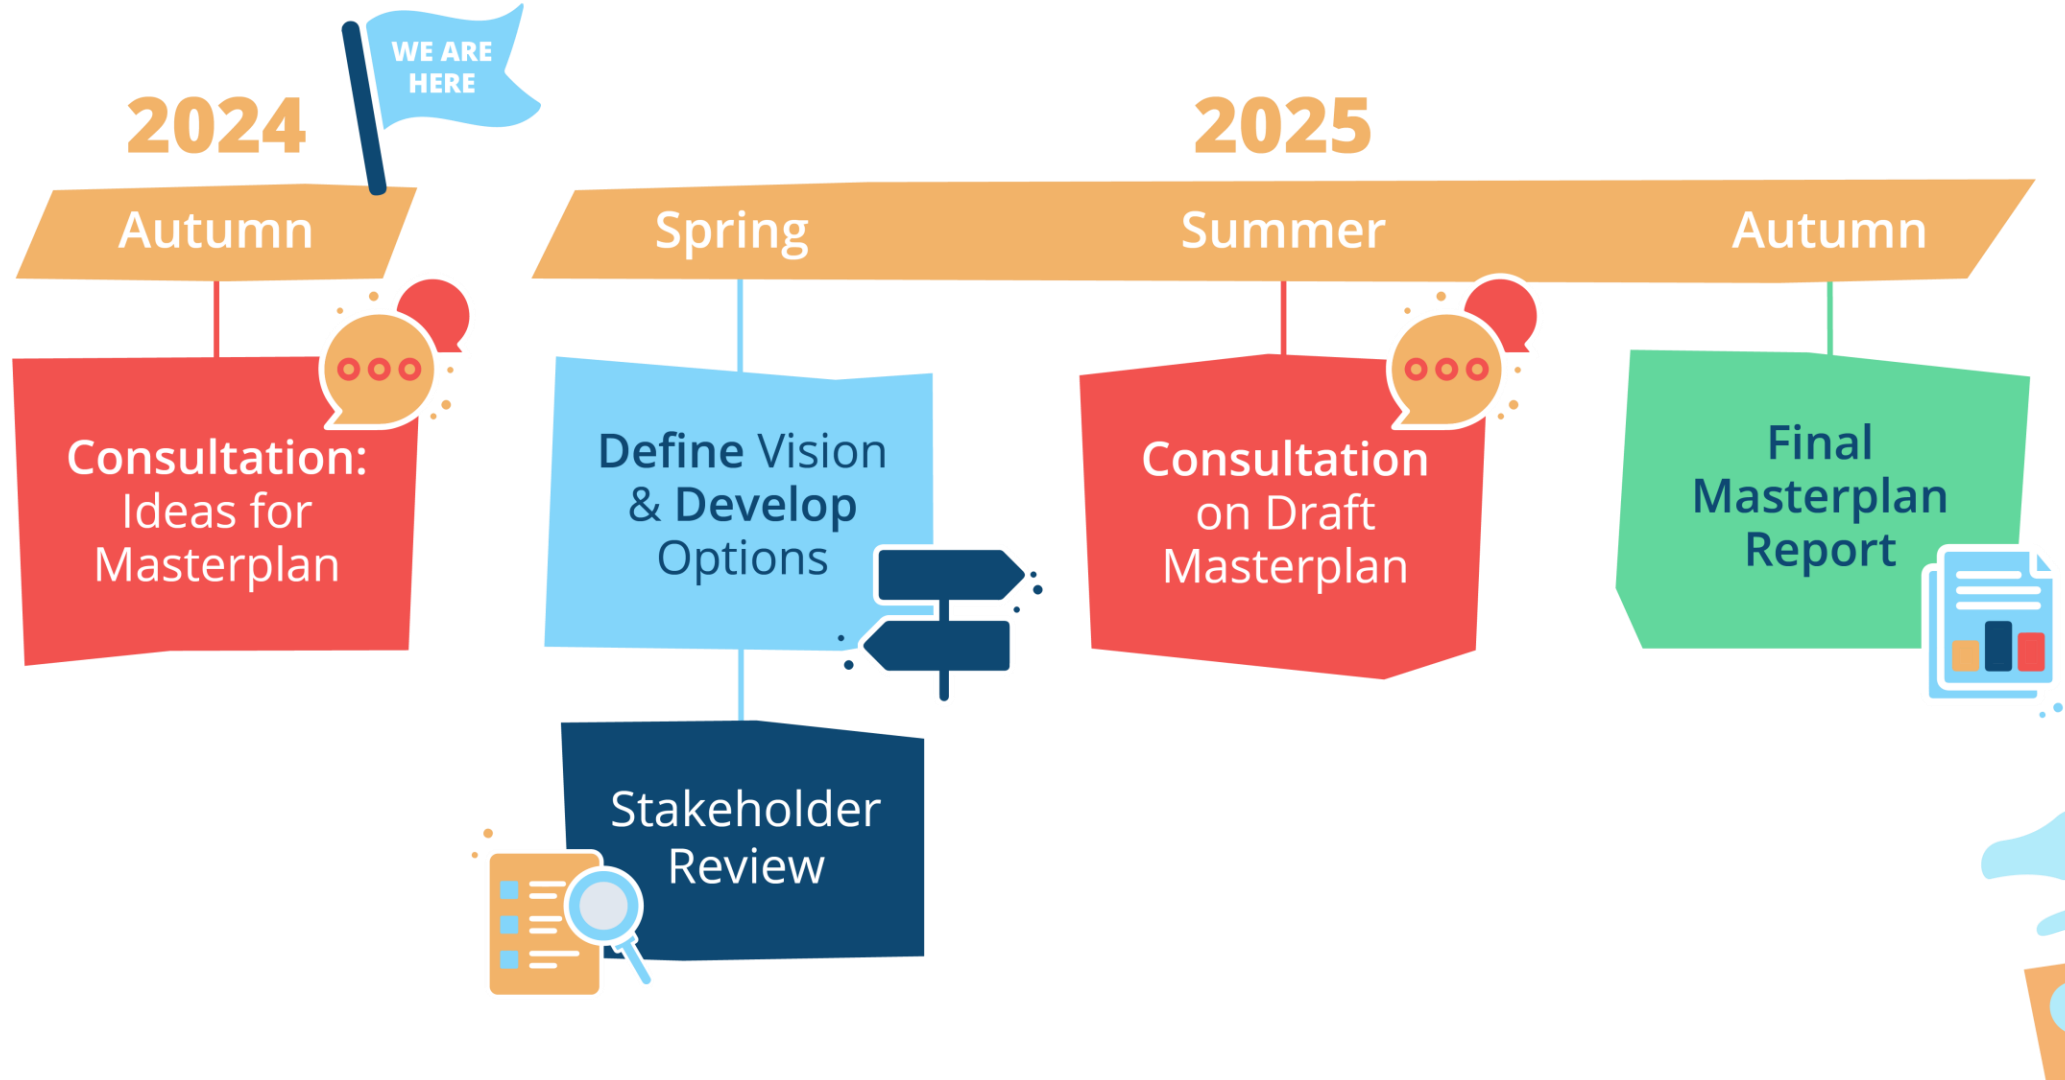 WE ARE
HERE
2024
2025
Autumn
Spring
Summer
Autumn
Consultation:
Ideas for
Masterplan
Define Vision
& Develop
Options
Consultation
on Draft
Masterplan
Final
Masterplan
Report
Stakeholder
Review